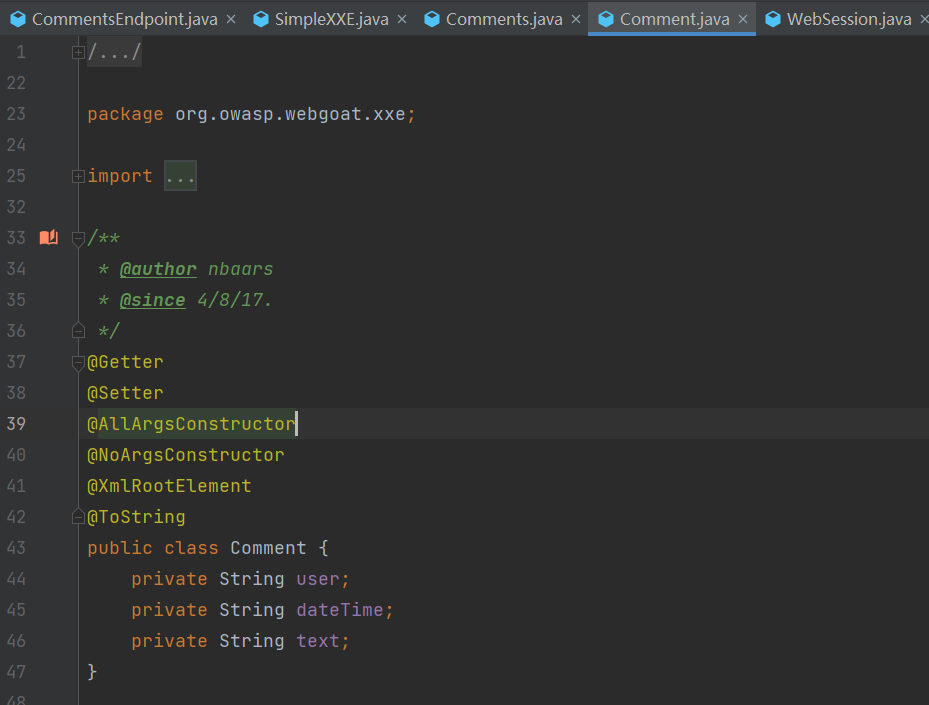 CommentsEndpoint.java × SimpleXXE.java × Comments.java × Comment.java × WebSession.java ×
1 /.../
22
23 package org.owasp.webgoat.xxe;
24
25 import ...
32
33 /**
34  * @author nbaars
35  * @since 4/8/17.
36  */
37 @Getter
38 @Setter
39 @AllArgsConstructor
40 @NoArgsConstructor
41 @XmlRootElement
42 @ToString
43 public class Comment {
44     private String user;
45     private String dateTime;
46     private String text;
47 }
48